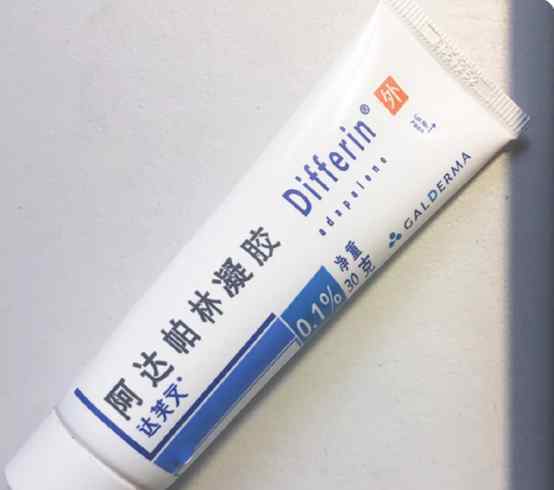 外
Differin®
adapalene
GALDERMA
净重
30克
0.1%
阿达帕林凝胶
达芙文®